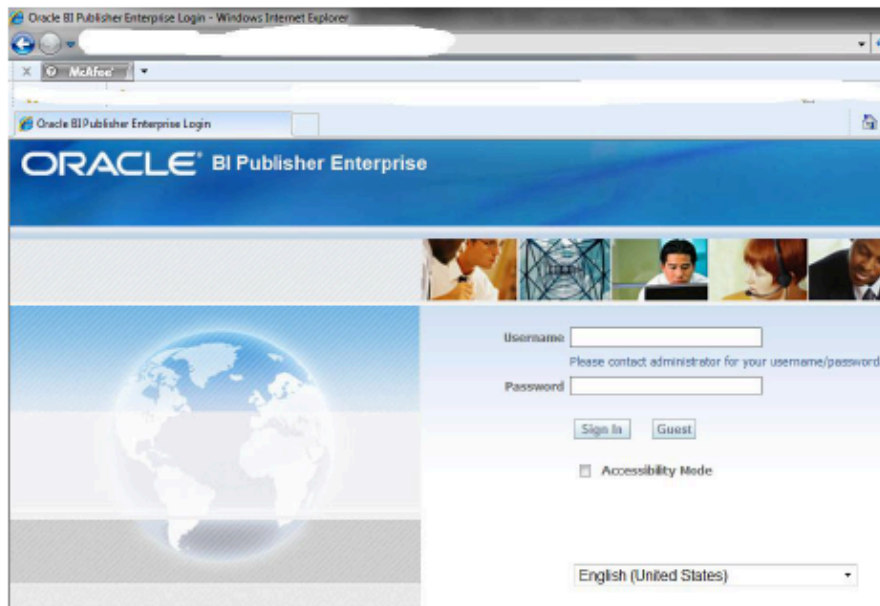 Oracle BI Publisher Enterprise Login - Windows Internet Explorer
X McAfee
Oracle BI Publisher Enterprise Login
ORACLE® BI Publisher Enterprise
Username
Please contact administrator for your username/password
Password
Sign In Guest
Accessibility Mode
English (United States)